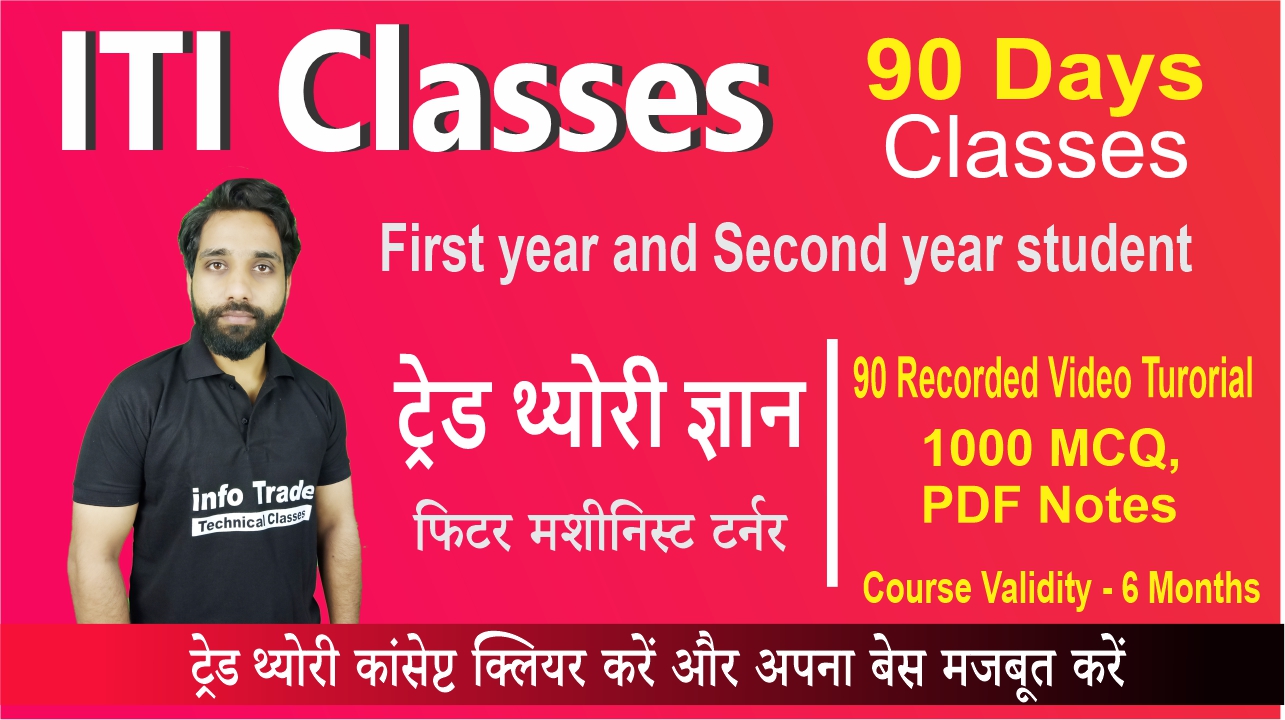 ITI Classes
90 Days
Classes
First year and Second year student
ट्रेड थ्योरी ज्ञान
फिटर मशीनिस्ट टर्नर
90 Recorded Video Turorial
1000 MCQ,
PDF Notes
Course Validity - 6 Months
info Trade
Technical Classes
ट्रेड थ्योरी कांसेप्ट क्लियर करें और अपना बेस मजबूत करें